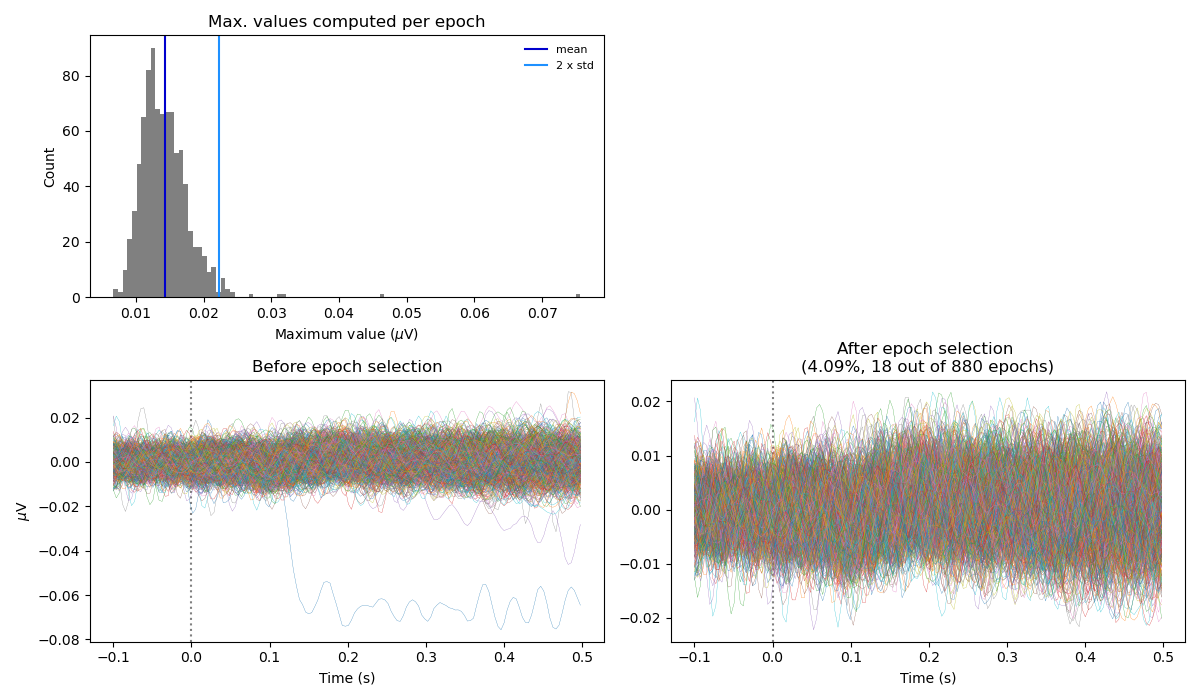 Max. values computed per epoch
mean
2 x std
Count
80
60
40
20
0
0.01 0.02 0.03 0.04 0.05 0.06 0.07
Maximum value (μV)
Before epoch selection
μV
0.02
0.00
−0.02
−0.04
−0.06
−0.08
−0.1 0.0 0.1 0.2 0.3 0.4 0.5
Time (s)
After epoch selection
(4.09%, 18 out of 880 epochs)
0.02
0.01
0.00
−0.01
−0.02
−0.1 0.0 0.1 0.2 0.3 0.4 0.5
Time (s)